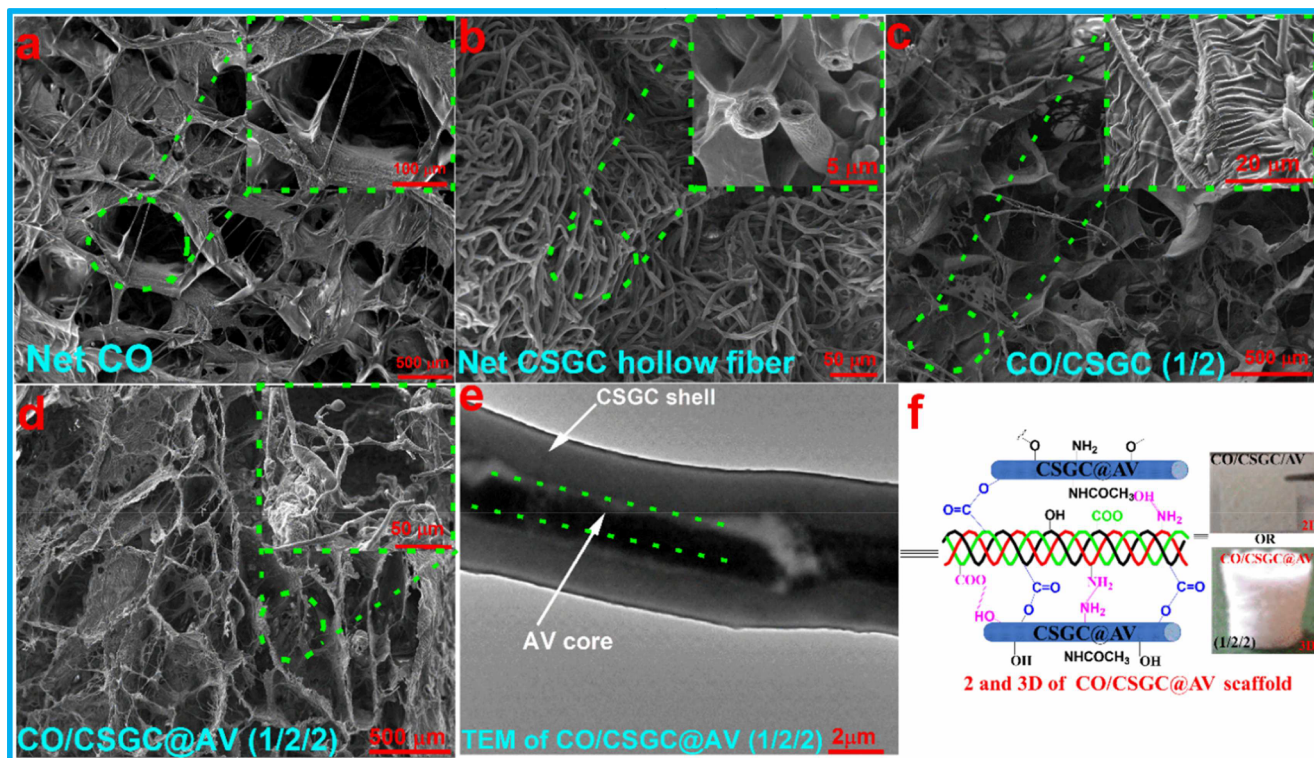 a
100 μm
Net CO
500 μm
b
5 μm
Net CSGC hollow fiber
50 μm
c
20 μm
CO/CSGC (1/2)
500 μm
d
50 μm
CO/CSGC@AV (1/2/2)
500 μm
e
CSGC shell
AV core
TEM of CO/CSGC@AV (1/2/2)
2μm
f
O NH2 O
CSGC@AV
O
NHCOCH3 OH
O=C
OH COO NH2
COO NH2
C=O C=O
HO O NH2 O
CSGC@AV
OH NHCOCH3 OH
CO/CSGC/AV
OR
CO/CSGC@AV
(1/2/2)
2 and 3D of CO/CSGC@AV scaffold